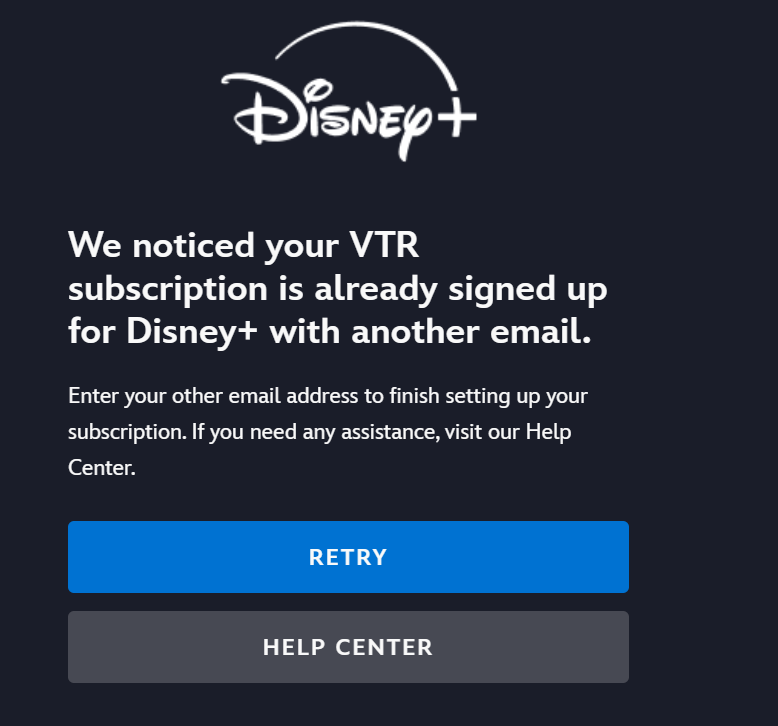 Disney+
We noticed your VTR
subscription is already signed up
for Disney+ with another email.
Enter your other email address to finish setting up your
subscription. If you need any assistance, visit our Help
Center.
RETRY
HELP CENTER